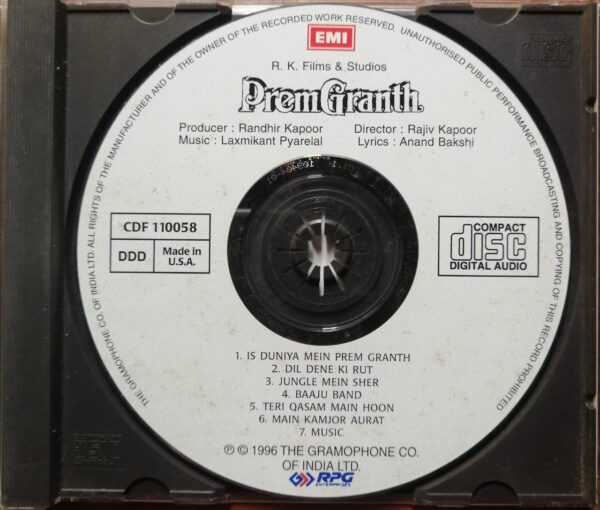 THE GRAMOPHONE CO. OF INDIA LTD. ALL RIGHTS OF THE MANUFACTURER AND OF THE OWNER OF THE RECORDED WORK RESERVED. UNAUTHORISED PUBLIC PERFORMANCE BROADCASTING AND COPYING OF THIS RECORD PROHIBITED
EMI
R. K. Films & Studios
Prem Granth
Producer : Randhir Kapoor Director : Rajiv Kapoor
Music : Laxmikant Pyarelal Lyrics : Anand Bakshi
CDF 110058
DDD Made in
U.S.A.
COMPACT
disc
DIGITAL AUDIO
1. IS DUNIYA MEIN PREM GRANTH
2. DIL DENE KI RUT
3. JUNGLE MEIN SHER
4. BAAJU BAND
5. TERI QASAM MAIN HOON
6. MAIN KAMJOR AURAT
7. MUSIC
℗ © 1996 THE GRAMOPHONE CO.
OF INDIA LTD.
RPG
ENTERPRISES